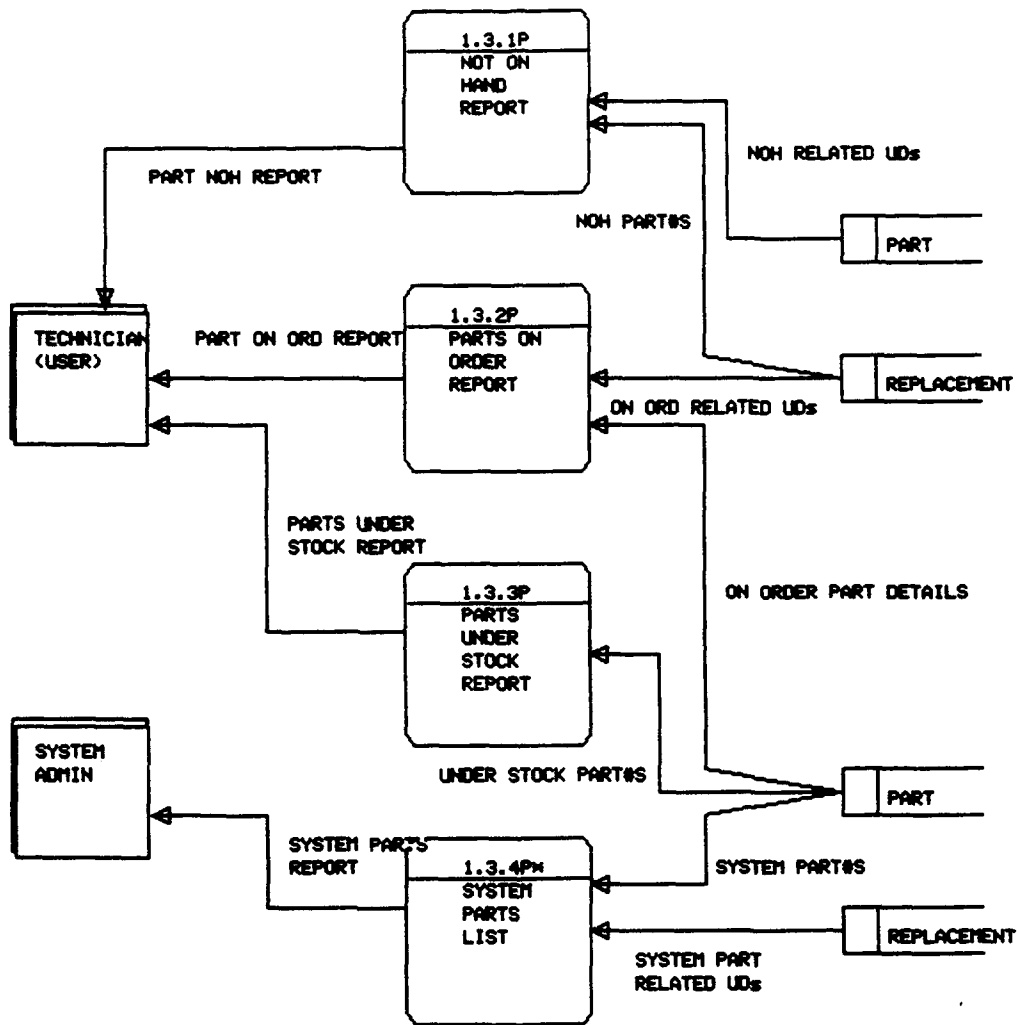 1.3.1P
NOT ON
HAND
REPORT
NOH RELATED UDs
PART NOH REPORT
NOH PART#S
PART
1.3.2P
TECHNICIAN
(USER)
PART ON ORD REPORT
PARTS ON
ORDER
REPORT
REPLACEMENT
ON ORD RELATED UDs
PARTS UNDER
STOCK REPORT
1.3.3P
PARTS
UNDER
STOCK
REPORT
ON ORDER PART DETAILS
SYSTEM
ADMIN
UNDER STOCK PART#S
PART
SYSTEM PARTS
REPORT
1.3.4P*
SYSTEM
PARTS
LIST
SYSTEM PART#S
REPLACEMENT
SYSTEM PART
RELATED UDs